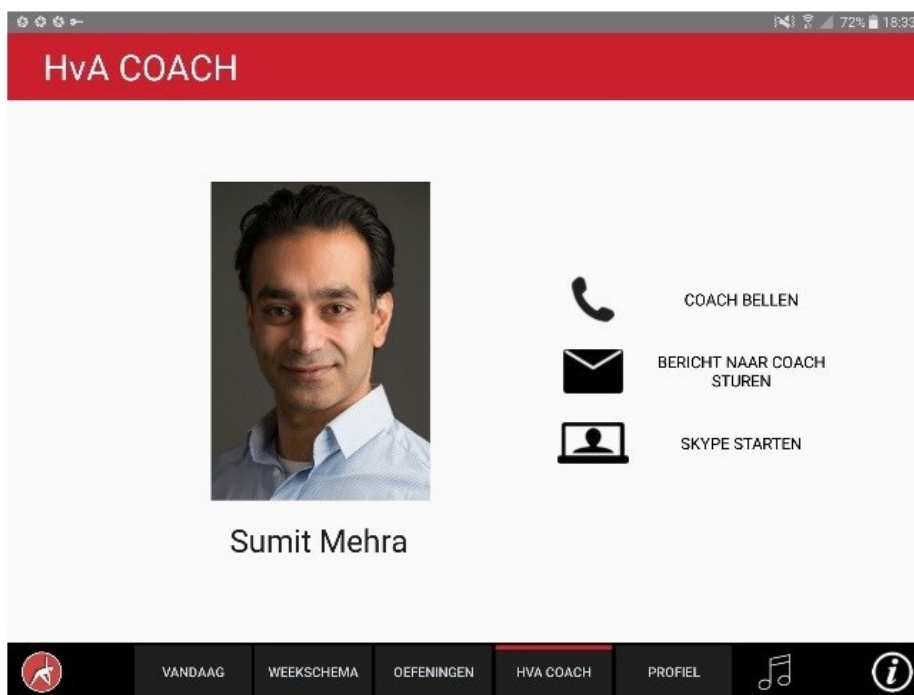 72% 18:33
HvA COACH
COACH BELLEN
BERICHT NAAR COACH
STUREN
SKYPE STARTEN
Sumit Mehra
VANDAAG WEEKSCHEMA OEFENINGEN HVA COACH PROFIEL